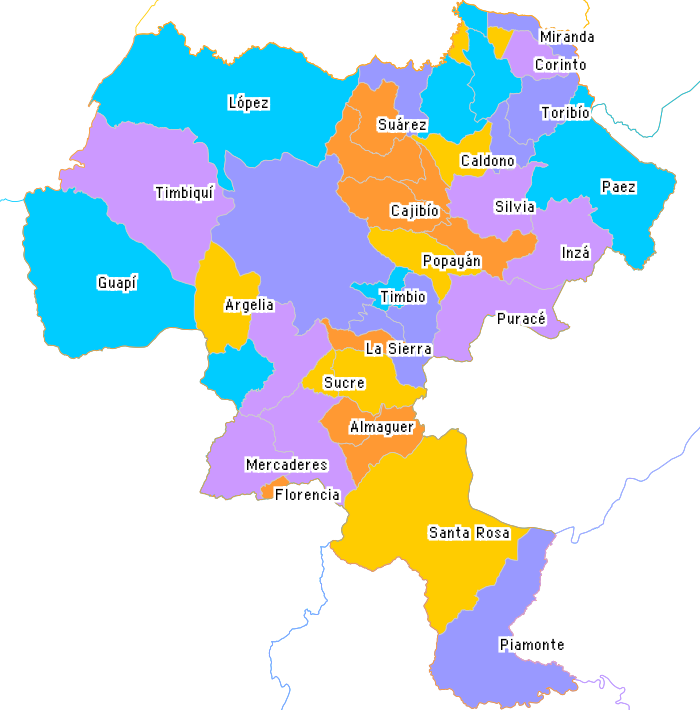 Miranda
Corinto
López
Toribío
Suárez
Caldono
Paez
Timbiquí
Silvia
Cajibío
Inzá
Popayán
Guapí
Timbio
Argelia
Puracé
La Sierra
Sucre
Almaguer
Mercaderes
Florencia
Santa Rosa
Piamonte